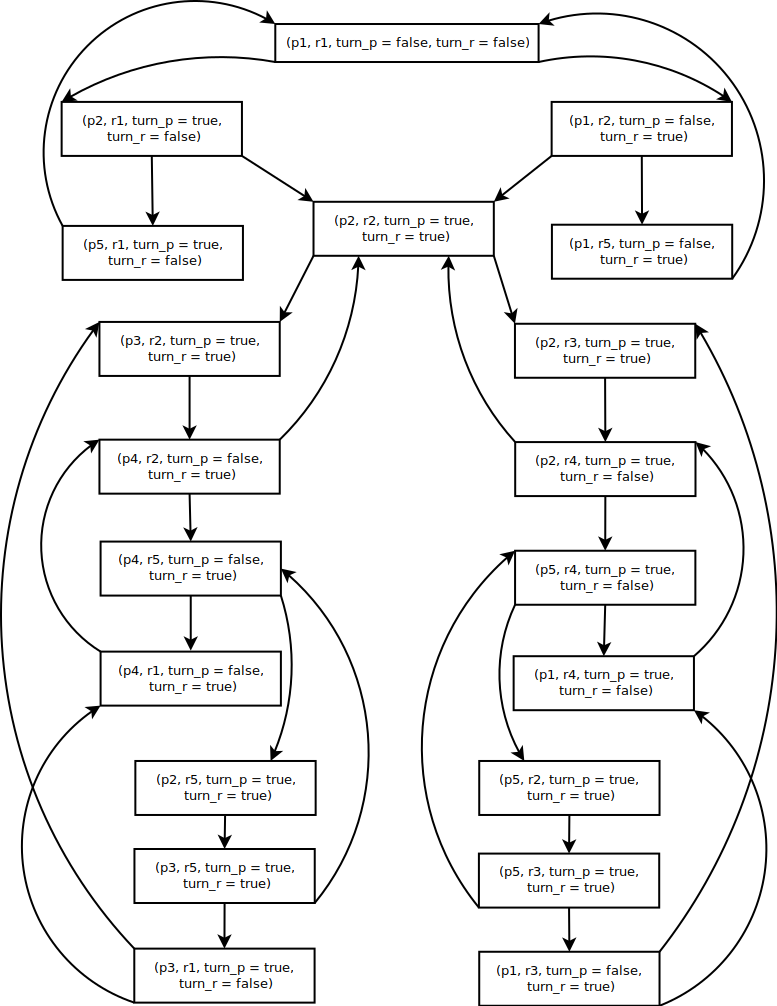 (p1, r1, turn_p = false, turn_r = false)
(p2, r1, turn_p = true,
turn_r = false)
(p1, r2, turn_p = false,
turn_r = true)
(p2, r2, turn_p = true,
turn_r = true)
(p5, r1, turn_p = true,
turn_r = false)
(p1, r5, turn_p = false,
turn_r = true)
(p3, r2, turn_p = true,
turn_r = true)
(p2, r3, turn_p = true,
turn_r = true)
(p4, r2, turn_p = false,
turn_r = true)
(p2, r4, turn_p = true,
turn_r = false)
(p4, r5, turn_p = false,
turn_r = true)
(p5, r4, turn_p = true,
turn_r = false)
(p4, r1, turn_p = false,
turn_r = true)
(p1, r4, turn_p = true,
turn_r = false)
(p2, r5, turn_p = true,
turn_r = true)
(p5, r2, turn_p = true,
turn_r = true)
(p3, r5, turn_p = true,
turn_r = true)
(p5, r3, turn_p = true,
turn_r = true)
(p3, r1, turn_p = true,
turn_r = false)
(p1, r3, turn_p = false,
turn_r = true)